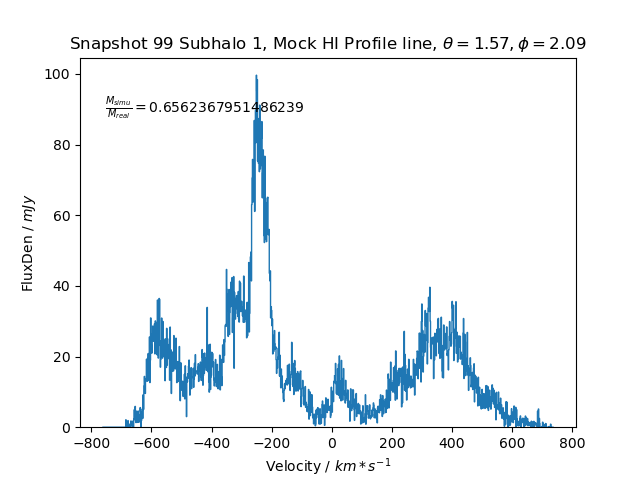 Snapshot 99 Subhalo 1, Mock HI Profile line, θ = 1.57, ϕ = 2.09
100
M_simu/M_real = 0.6562367951486239
80
60
FluxDen / mJy
40
20
0
−800 −600 −400 −200 0 200 400 600 800
Velocity / km * s⁻¹